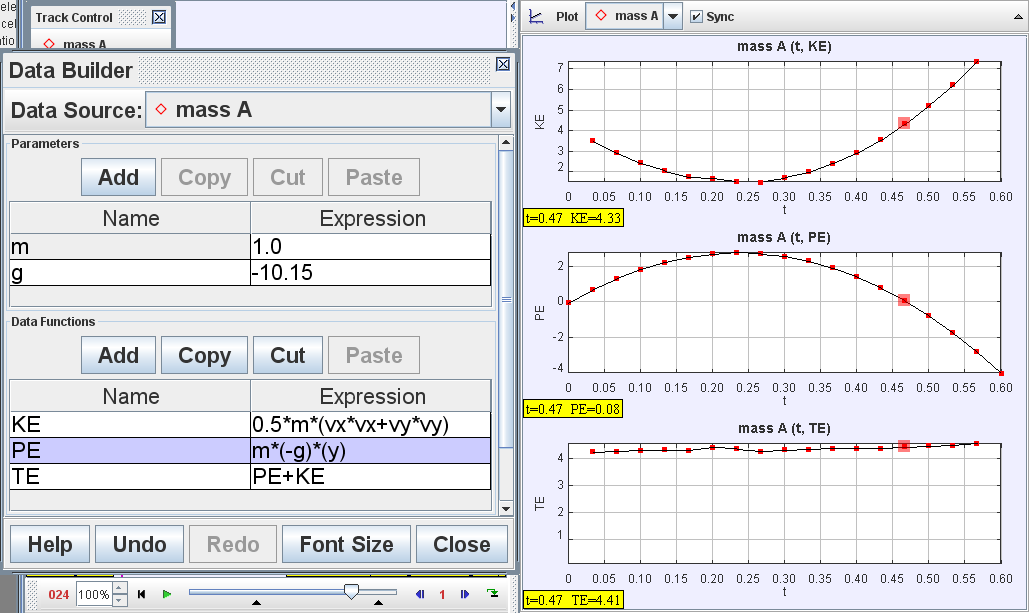 Track Control
mass A
Data Builder
Data Source: mass A
Parameters
Add Copy Cut Paste
Name Expression
m 1.0
g -10.15
Data Functions
Add Copy Cut Paste
Name Expression
KE 0.5*m*(vx*vx+vy*vy)
PE m*(-g)*(y)
TE PE+KE
Help Undo Redo Font Size Close
024 100% 1
Plot mass A Sync
mass A (t, KE)
7
6
5
4
3
2
KE
0 0.05 0.10 0.15 0.20 0.25 0.30 0.35 0.40 0.45 0.50 0.55 0.60
t
t=0.47 KE=4.33
mass A (t, PE)
2
0
-2
-4
PE
0 0.05 0.10 0.15 0.20 0.25 0.30 0.35 0.40 0.45 0.50 0.55 0.60
t
t=0.47 PE=0.08
mass A (t, TE)
4
3
2
1
TE
0 0.05 0.10 0.15 0.20 0.25 0.30 0.35 0.40 0.45 0.50 0.55 0.60
t
t=0.47 TE=4.41